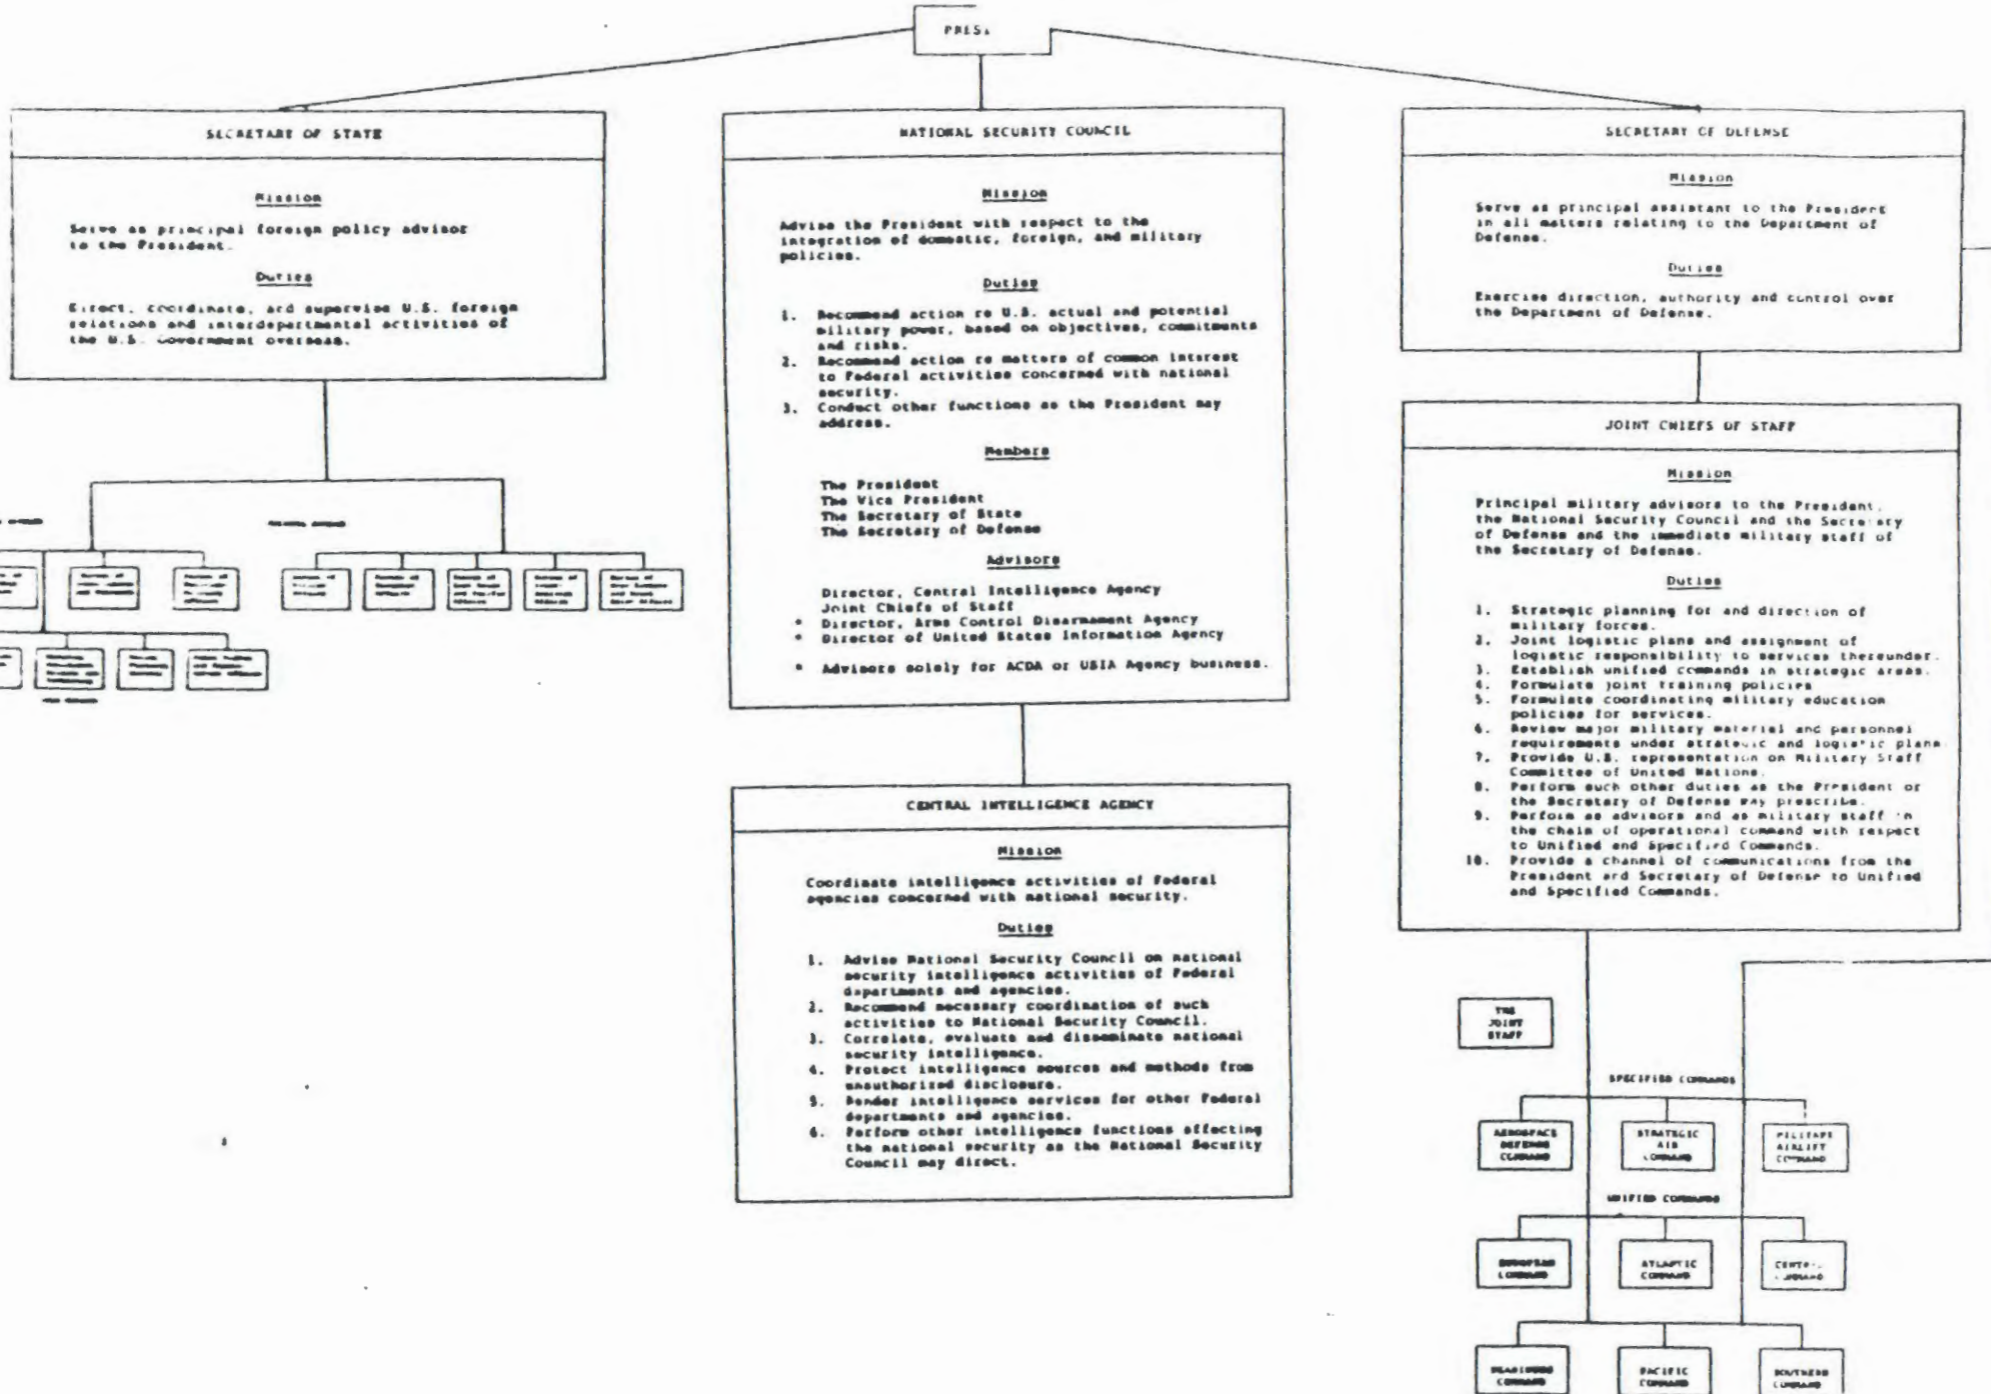 PRES
SECRETARY OF STATE
Mission
Serve as principal foreign policy advisor
to the President.
Duties
Direct, coordinate, and supervise U.S. foreign
relations and interdepartmental activities of
the U.S. Government overseas.
Bureau of
Bureau of
Bureau of
Bureau of
Bureau of
NATIONAL SECURITY COUNCIL
Mission
Advise the President with respect to the
integration of domestic, foreign, and military
policies.
Duties
1. Recommend action re U.S. actual and potential
military power, based on objectives, commitments
and risks.
2. Recommend action re matters of common interest
to Federal activities concerned with national
security.
3. Conduct other functions as the President may
address.
Members
The President
The Vice President
The Secretary of State
The Secretary of Defense
Advisors
Director, Central Intelligence Agency
Joint Chiefs of Staff
* Director, Arms Control Disarmament Agency
* Director of United States Information Agency
* Advisors solely for ACDA or USIA Agency business.
CENTRAL INTELLIGENCE AGENCY
Mission
Coordinate intelligence activities of Federal
agencies concerned with national security.
Duties
1. Advise National Security Council on national
security intelligence activities of Federal
departments and agencies.
2. Recommend necessary coordination of such
activities to National Security Council.
3. Correlate, evaluate and disseminate national
security intelligence.
4. Protect intelligence sources and methods from
unauthorized disclosure.
5. Render intelligence services for other Federal
departments and agencies.
6. Perform other intelligence functions affecting
the national security as the National Security
Council may direct.
SECRETARY OF DEFENSE
Mission
Serve as principal assistant to the President
in all matters relating to the Department of
Defense.
Duties
Exercise direction, authority and control over
the Department of Defense.
JOINT CHIEFS OF STAFF
Mission
Principal military advisors to the President,
the National Security Council and the Secretary
of Defense and the immediate military staff of
the Secretary of Defense.
Duties
1. Strategic planning for and direction of
military forces.
2. Joint logistic plans and assignment of
logistic responsibility to services thereunder.
3. Establish unified commands in strategic areas.
4. Formulate joint training policies
5. Formulate coordinating military education
policies for services.
6. Review major military material and personnel
requirements under strategic and logistic plans.
7. Provide U.S. representation on Military Staff
Committee of United Nations.
8. Perform such other duties as the President or
the Secretary of Defense may prescribe.
9. Perform as advisors and as military staff in
the chain of operational command with respect
to Unified and Specified Commands.
10. Provide a channel of communications from the
President and Secretary of Defense to Unified
and Specified Commands.
THE
JOINT
STAFF
SPECIFIED COMMANDS
AEROSPACE
DEFENSE
COMMAND
STRATEGIC
AIR
COMMAND
MILITARY
AIRLIFT
COMMAND
UNIFIED COMMANDS
EUROPEAN
COMMAND
ATLANTIC
COMMAND
CENTRAL
COMMAND
READINESS
COMMAND
PACIFIC
COMMAND
SOUTHERN
COMMAND